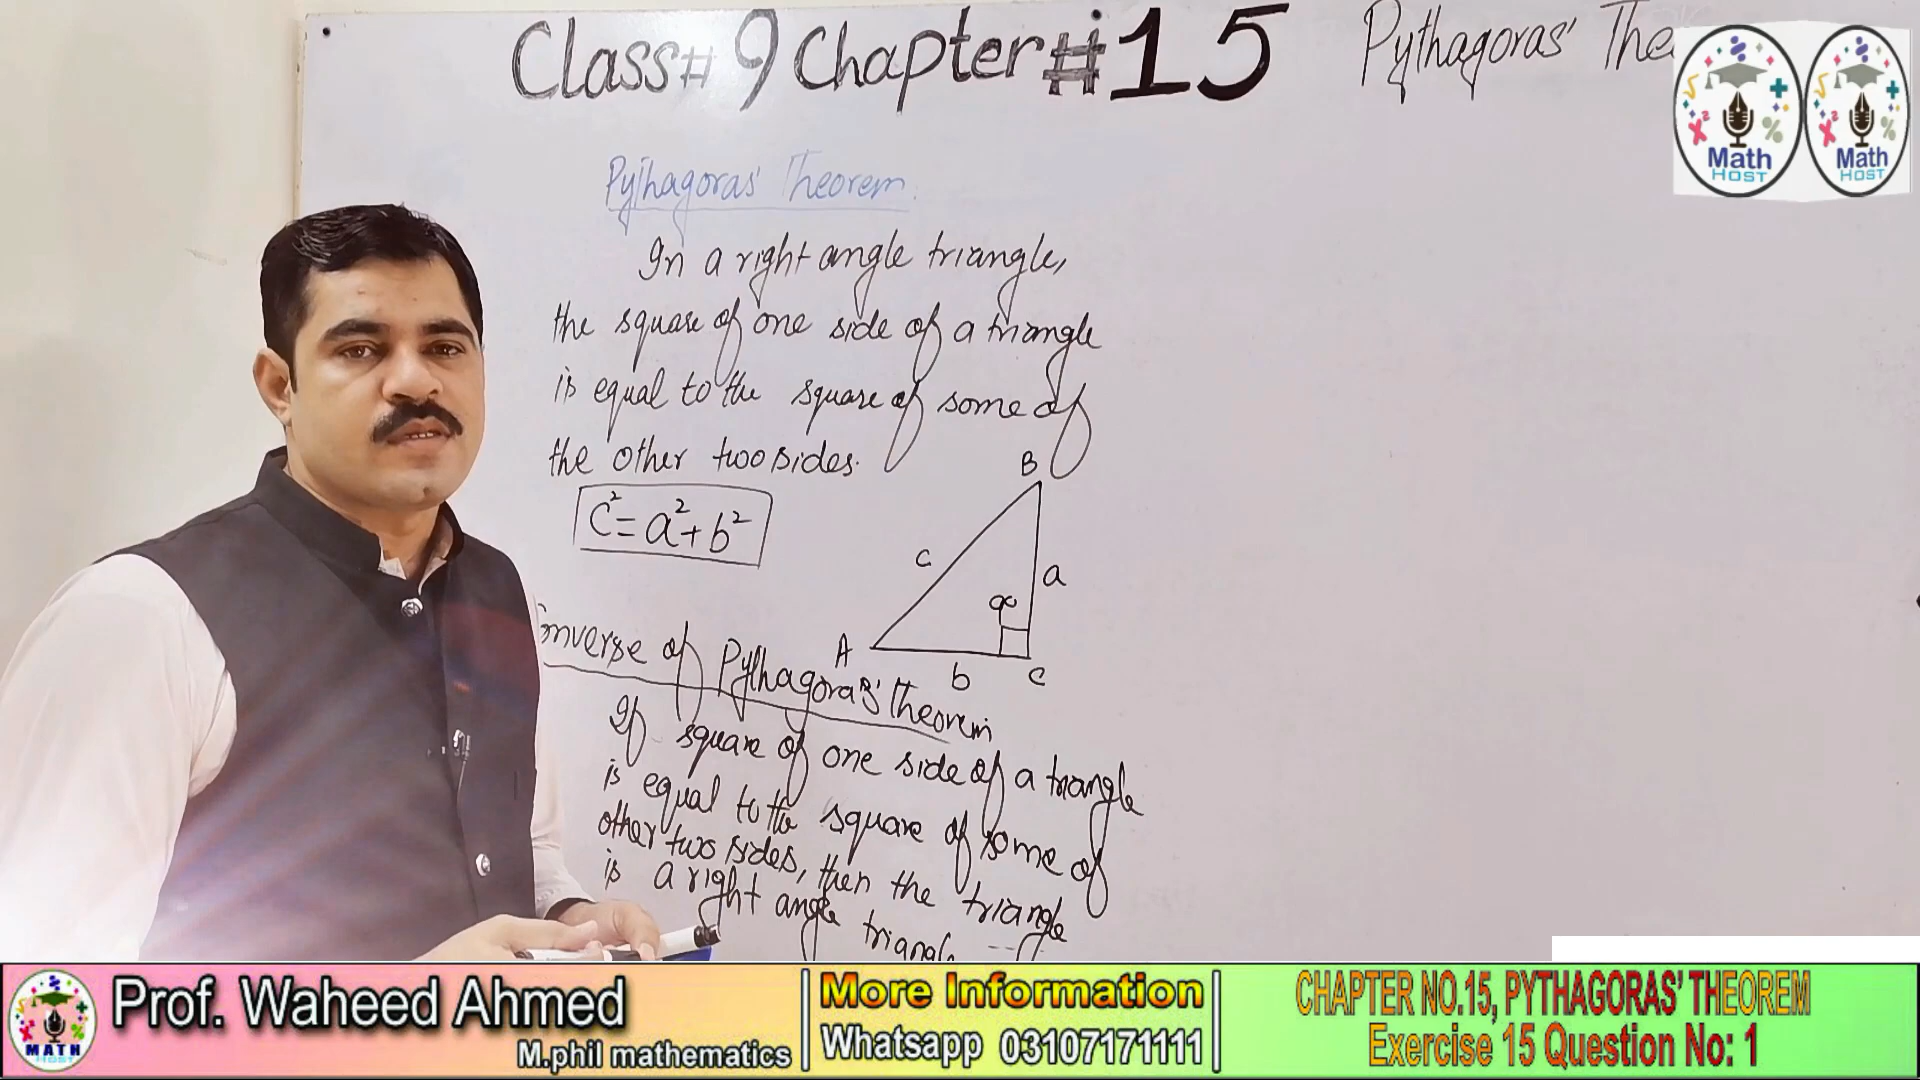 Class# 9 Chapter #15
Pythagoras' The
Math
HOST
Math
HOST
Pythagoras' Theorem.
In a right angle triangle,
the square of one side of a triangle
is equal to the square of some of
the other two sides.
c²=a²+b²
B
c
a
A
b
c
inverse of Pythagoras' Theorem
If square of one side of a triangle
is equal to the square of some of
other two sides, then the triangle
is a right angle
MATH
HOST
Prof. Waheed Ahmed
M.phil mathematics
More Information
Whatsapp 03107171111
CHAPTER NO.15, PYTHAGORAS' THEOREM
Exercise 15 Question No: 1